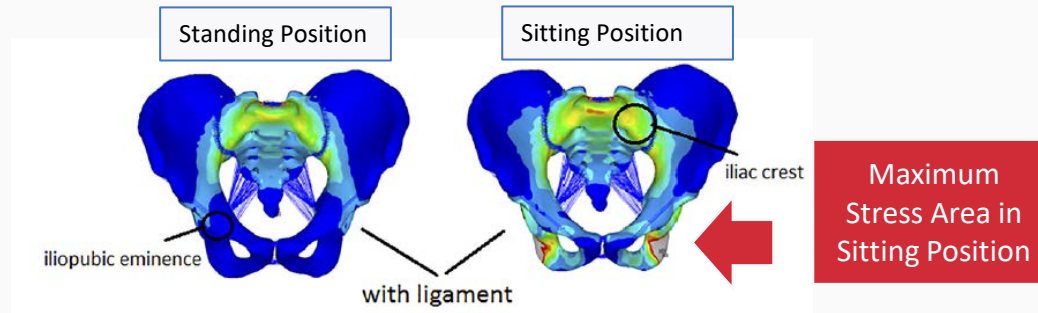 Standing Position
Sitting Position
iliac crest
iliopubic eminence
with ligament
Maximum
Stress Area in
Sitting Position